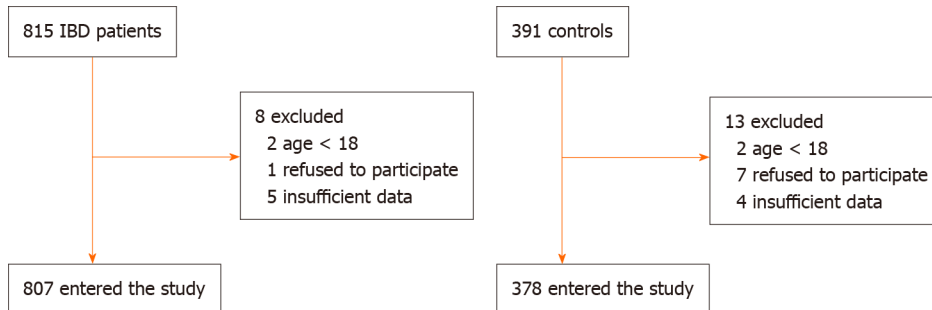 815 IBD patients
8 excluded
2 age < 18
1 refused to participate
5 insufficient data
807 entered the study
391 controls
13 excluded
2 age < 18
7 refused to participate
4 insufficient data
378 entered the study